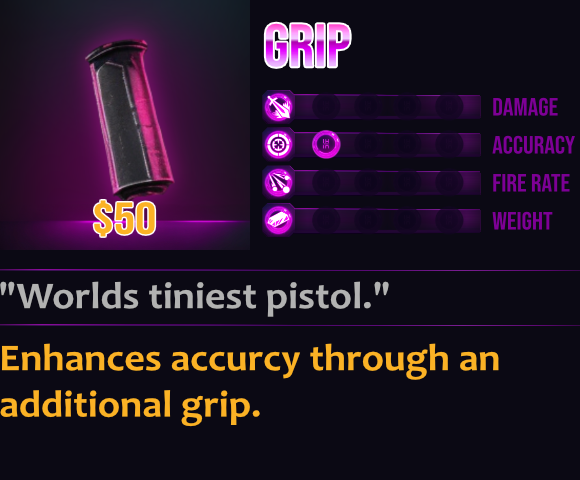 GRIP
DAMAGE
ACCURACY
FIRE RATE
WEIGHT
$50
"Worlds tiniest pistol."
Enhances accurcy through an
additional grip.